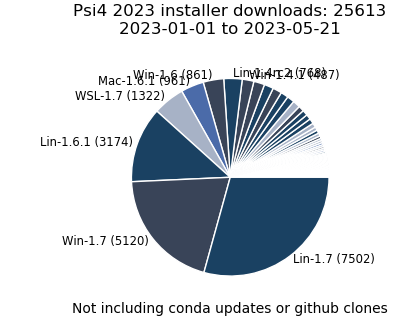 Psi4 2023 installer downloads: 25613
2023-01-01 to 2023-05-21
Win-1.6 (861)
Lin-1.4rc2 (768)
Win-1.4.1 (487)
Mac-1.6.1 (961)
WSL-1.7 (1322)
Lin-1.6.1 (3174)
Win-1.7 (5120)
Lin-1.7 (7502)
Not including conda updates or github clones